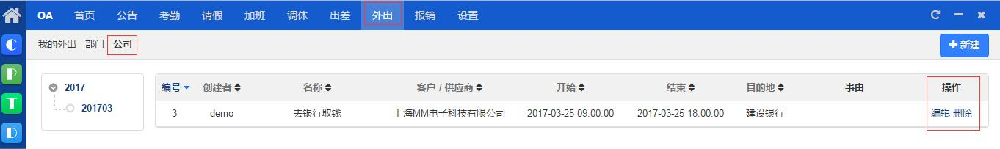 OA 首页 公告 考勤 请假 加班 调休 出差 外出 报销 设置
我的外出 部门 公司 新建
2017
201703
编号 创建者 名称 客户 / 供应商 开始 结束 目的地 事由 操作
3 demo 去银行取钱 上海MM电子科技有限公司 2017-03-25 09:00:00 2017-03-25 18:00:00 建设银行 编辑 删除
C
P
T
D